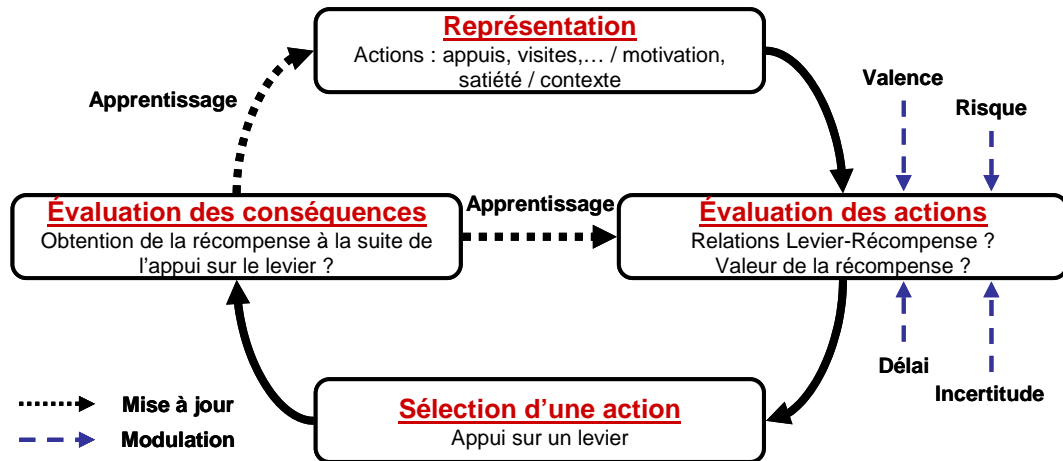 Représentation
Actions : appuis, visites,… / motivation,
satiété / contexte
Apprentissage
Valence
Risque
Évaluation des conséquences
Obtention de la récompense à la suite de
l’appui sur le levier ?
Apprentissage
Évaluation des actions
Relations Levier-Récompense ?
Valeur de la récompense ?
Délai
Incertitude
Sélection d’une action
Appui sur un levier
Mise à jour
Modulation